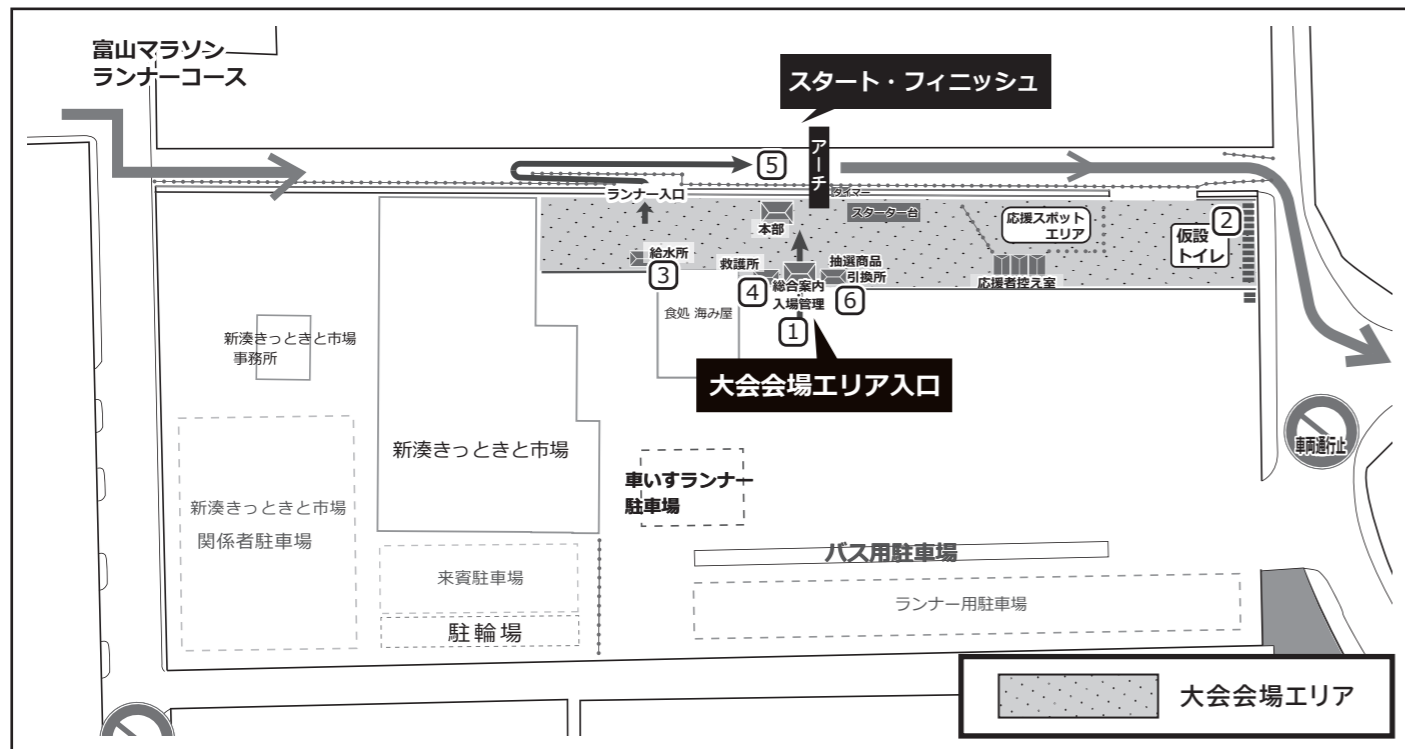 富山マラソン
ランナーコース
スタート・フィニッシュ
アーチ
5
ランナー入口
タイマー
本部
スターター台
応援スポット
エリア
2
仮設
トイレ
給水所
3
救護所
4
総合案内
入場管理
1
抽選商品
引換所
6
応援者控え室
食処 海み屋
大会会場エリア入口
新湊きっときと市場
事務所
新湊きっときと市場
車両通行止
車いすランナー
駐車場
新湊きっときと市場
関係者駐車場
バス用駐車場
来賓駐車場
ランナー用駐車場
駐輪場
大会会場エリア